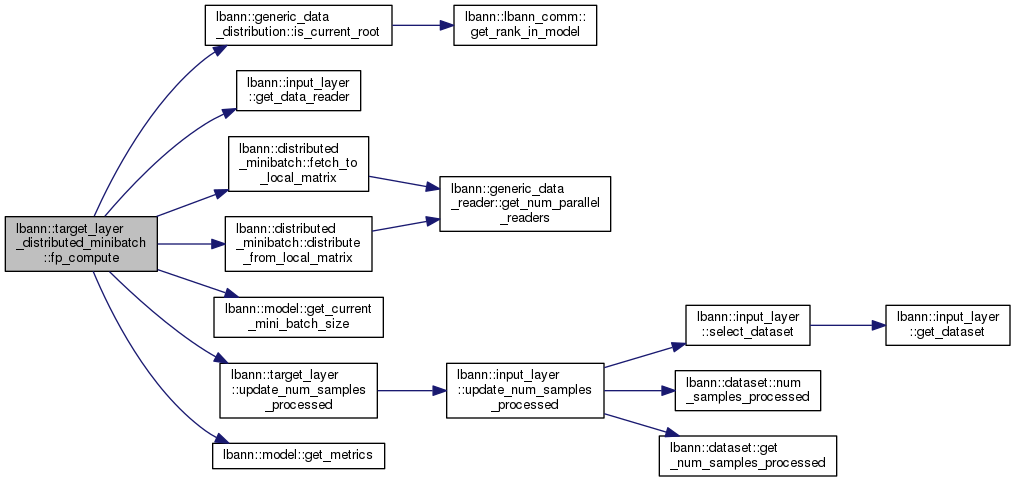 lbann::generic_data
_distribution::is_current_root
lbann::lbann_comm::
get_rank_in_model
lbann::input_layer
::get_data_reader
lbann::distributed
_minibatch::fetch_to
_local_matrix
lbann::generic_data
_reader::get_num_parallel
_readers
lbann::target_layer
_distributed_minibatch
::fp_compute
lbann::distributed
_minibatch::distribute
_from_local_matrix
lbann::model::get_current
_mini_batch_size
lbann::input_layer
::select_dataset
lbann::input_layer
::get_dataset
lbann::target_layer
::update_num_samples
_processed
lbann::input_layer
::update_num_samples
_processed
lbann::dataset::num
_samples_processed
lbann::dataset::get
_num_samples_processed
lbann::model::get_metrics